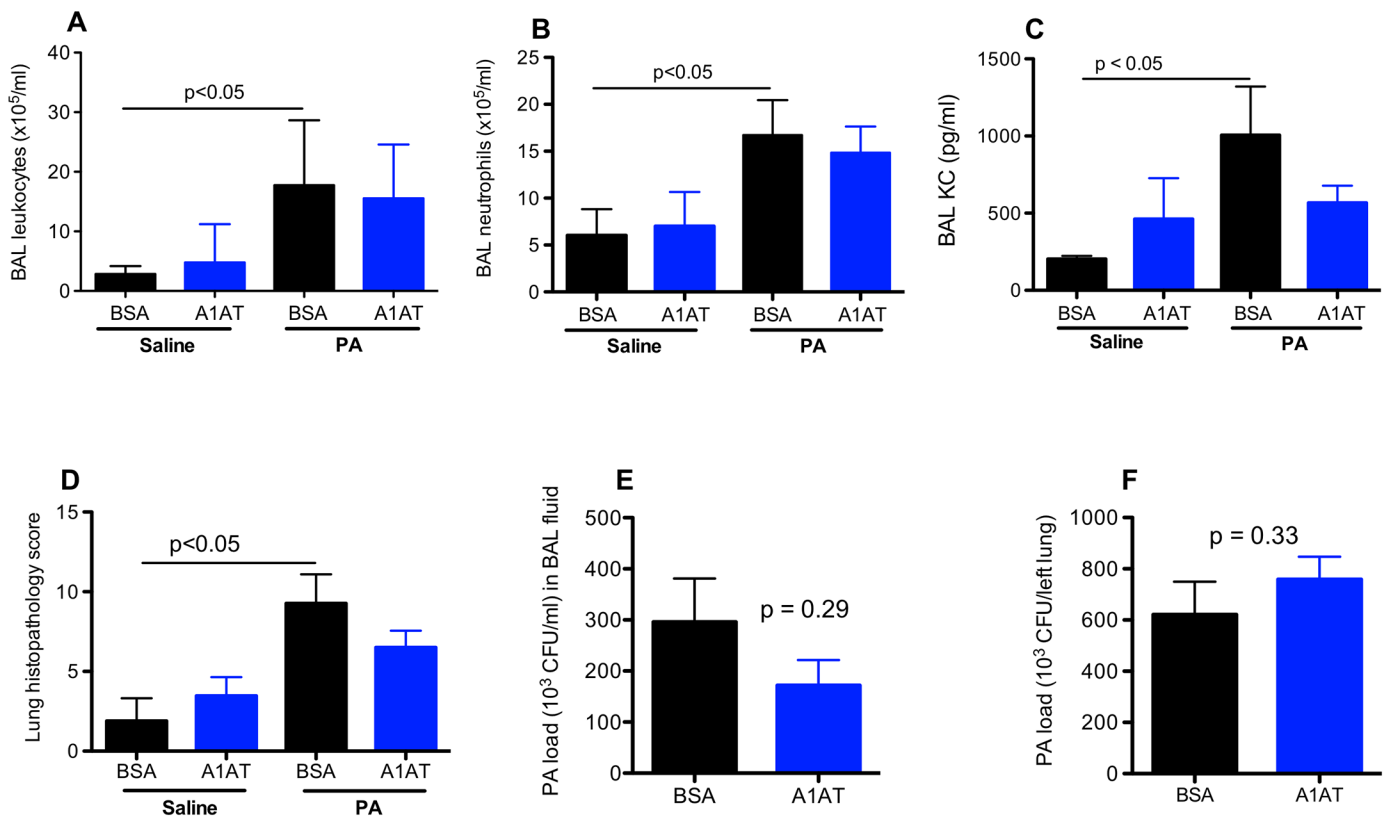 A
BAL leukocytes (x10⁵/ml)
40
30
20
10
0
p<0.05
BSA A1AT BSA A1AT
Saline PA
B
BAL neutrophils (x10⁵/ml)
25
20
15
10
5
0
p<0.05
BSA A1AT BSA A1AT
Saline PA
C
BAL KC (pg/ml)
1500
1000
500
0
p < 0.05
BSA A1AT BSA A1AT
Saline PA
D
Lung histopathology score
15
10
5
0
p<0.05
BSA A1AT BSA A1AT
Saline PA
E
PA load (10³ CFU/ml) in BAL fluid
500
400
300
200
100
0
p = 0.29
BSA A1AT
F
PA load (10³ CFU/left lung)
1000
800
600
400
200
0
p = 0.33
BSA A1AT